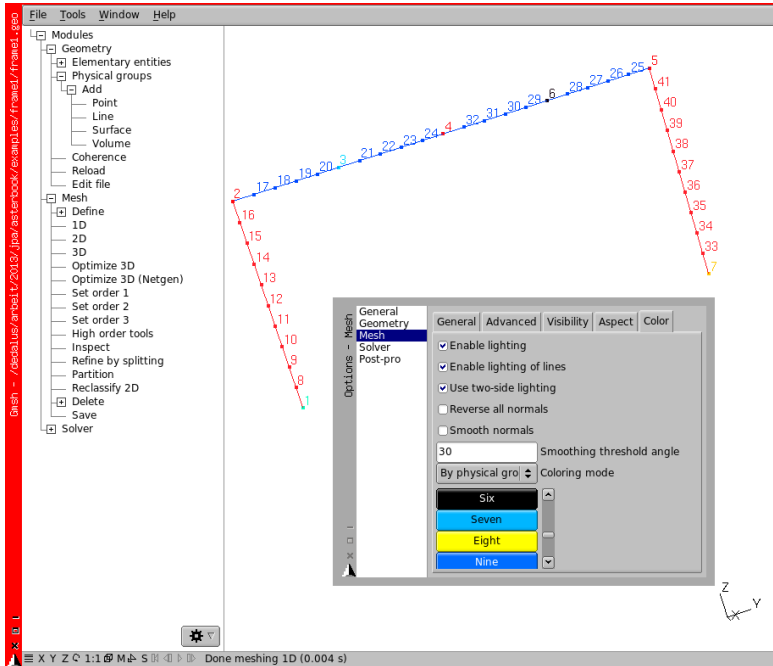 Gmsh - /dedalus/arbeit/2013/jpa/asterbook/examples/frame1/frame1.geo
File Tools Window Help
Modules
Geometry
Elementary entities
Physical groups
Add
Point
Line
Surface
Volume
Coherence
Reload
Edit file
Mesh
Define
1D
2D
3D
Optimize 3D
Optimize 3D (Netgen)
Set order 1
Set order 2
Set order 3
High order tools
Inspect
Refine by splitting
Partition
Reclassify 2D
Delete
Save
Solver
2 17 18 19 20 3 21 22 23 24 4 32 31 30 29 6 28 27 26 25 5
16
15
14
13
12
11
10
9
8
1
41
40
39
38
37
36
35
34
33
7
Options - Mesh
General
Geometry
Mesh
Solver
Post-pro
General Advanced Visibility Aspect Color
Enable lighting
Enable lighting of lines
Use two-side lighting
Reverse all normals
Smooth normals
30 Smoothing threshold angle
By physical gro Coloring mode
Six
Seven
Eight
Nine
Z
Y
X
X Y Z 1:1 M S Done meshing 1D (0.004 s)